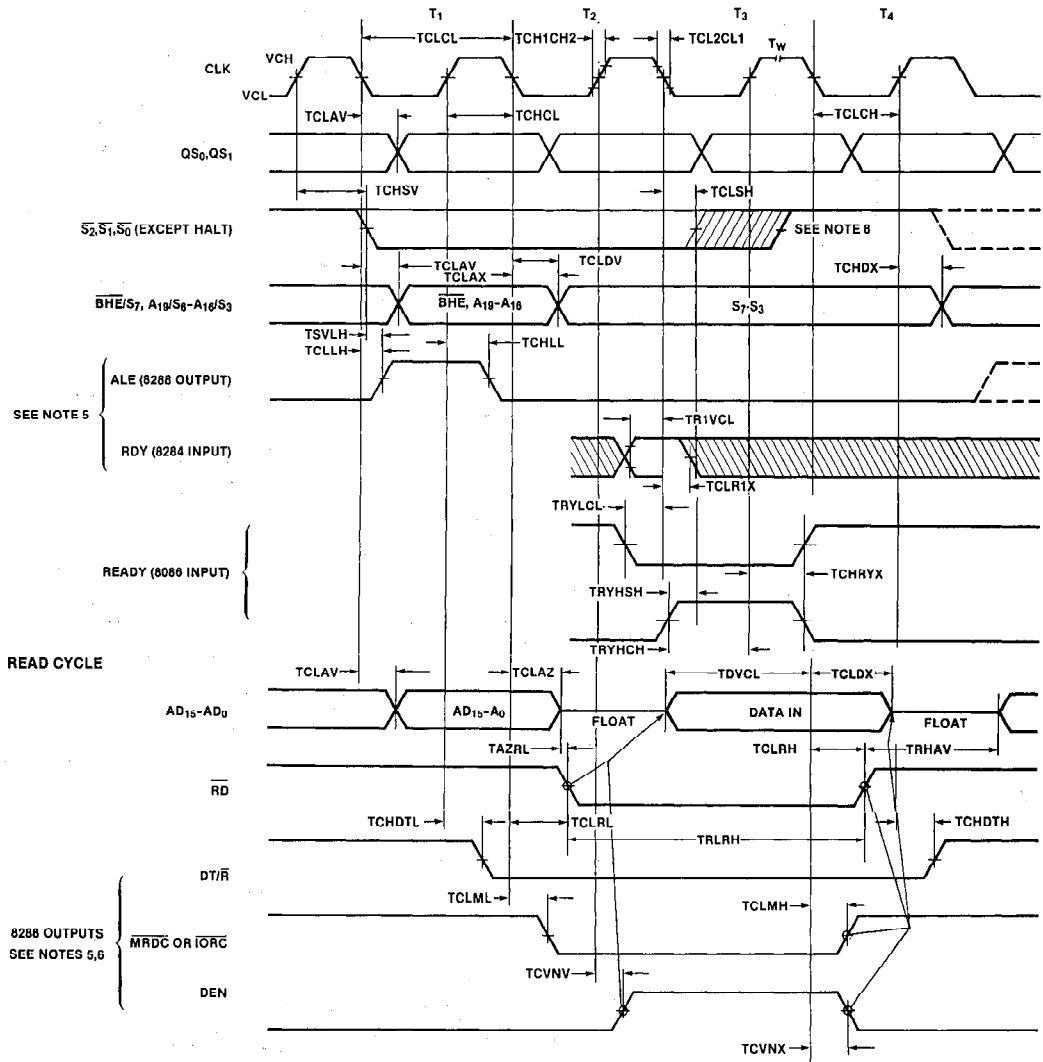 T1 T2 T3 T4
TCLCL TCH1CH2 TCL2CL1
TW
VCH
CLK
VCL
TCLAV TCHCL TCLCH
QS0,QS1
TCHSV TCLSH
S2,S1,S0 (EXCEPT HALT) SEE NOTE 8
TCLAV TCLDV
TCLAX TCHDX
BHE/S7, A19/S6-A16/S3 BHE, A19-A16 S7-S3
TSVLH
TCLLH TCHLL
ALE (8288 OUTPUT)
SEE NOTE 5
TR1VCL
RDY (8284 INPUT)
TCLR1X
TRYLCL
READY (8086 INPUT) TCHRYX
TRYHSH
TRYHCH
READ CYCLE
TCLAV TCLAZ TDVCL TCLDX
AD15-AD0 AD15-A0 FLOAT DATA IN FLOAT
TAZRL TCLRH TRHAV
RD
TCHDTL TCLRL TRLRH TCHDTH
DT/R
TCLML TCLMH
8288 OUTPUTS
SEE NOTES 5,6
MRDC OR IORC
TCVNV
DEN
TCVNX